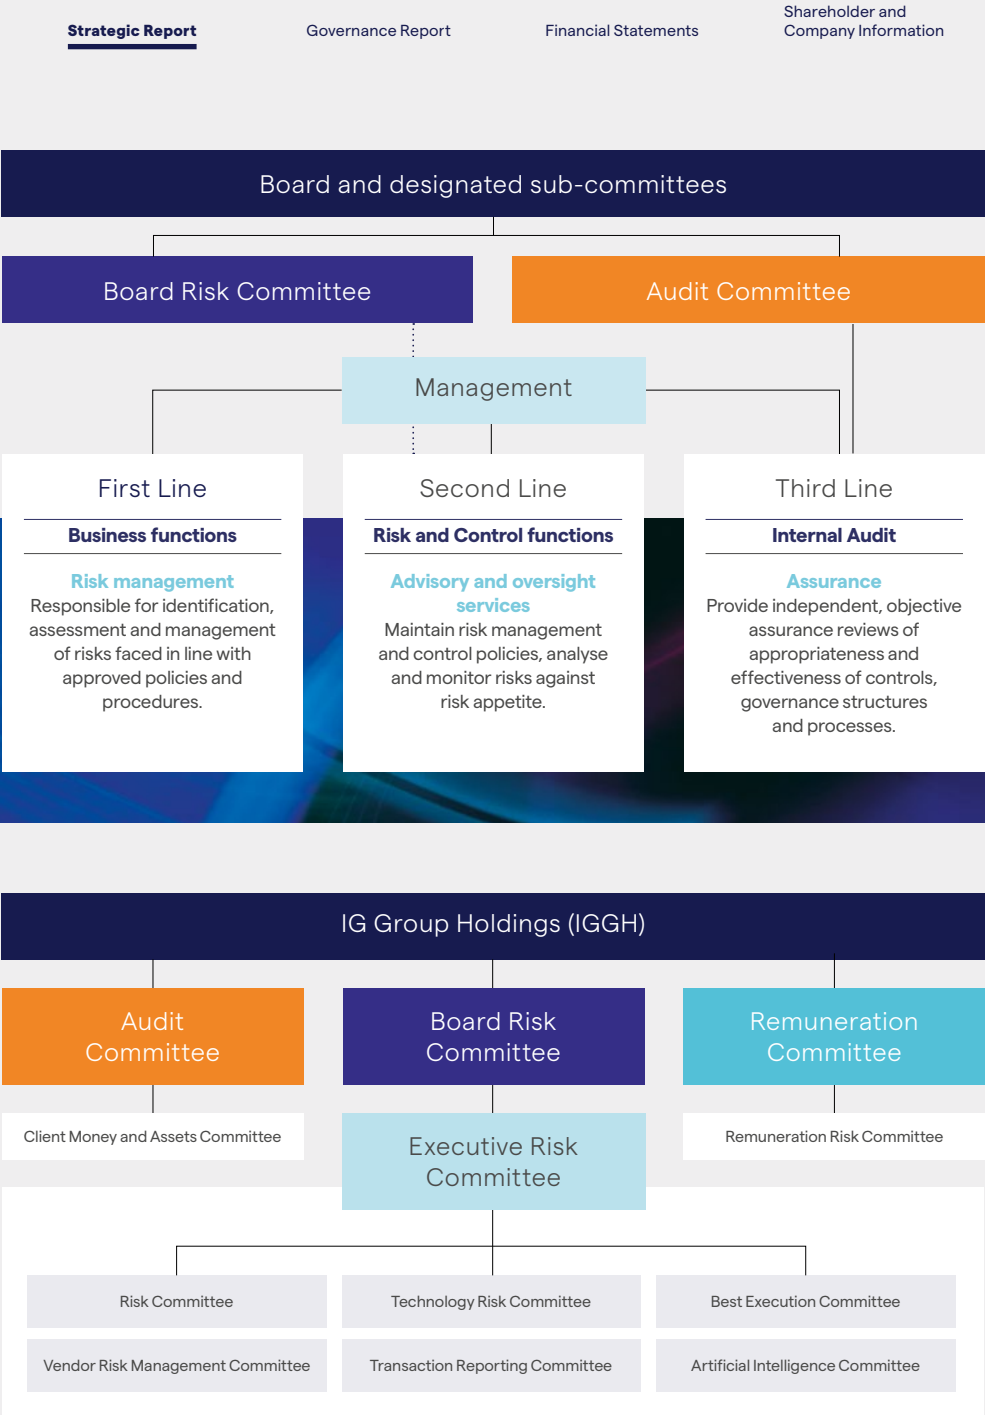 Strategic Report
Governance Report
Financial Statements
Shareholder and
Company Information
Board and designated sub-committees
Board Risk Committee
Audit Committee
Management
First Line
Business functions
Risk management
Responsible for identification,
assessment and management
of risks faced in line with
approved policies and
procedures.
Second Line
Risk and Control functions
Advisory and oversight
services
Maintain risk management
and control policies, analyse
and monitor risks against
risk appetite.
Third Line
Internal Audit
Assurance
Provide independent, objective
assurance reviews of
appropriateness and
effectiveness of controls,
governance structures
and processes.
IG Group Holdings (IGGH)
Audit
Committee
Board Risk
Committee
Remuneration
Committee
Client Money and Assets Committee
Executive Risk
Committee
Remuneration Risk Committee
Risk Committee
Technology Risk Committee
Best Execution Committee
Vendor Risk Management Committee
Transaction Reporting Committee
Artificial Intelligence Committee